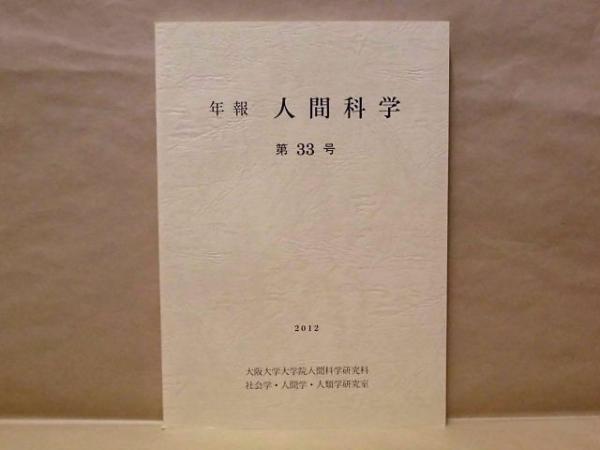 年報 人間科学
第 33 号
2012
大阪大学大学院人間科学研究科
社会学・人間学・人類学研究室